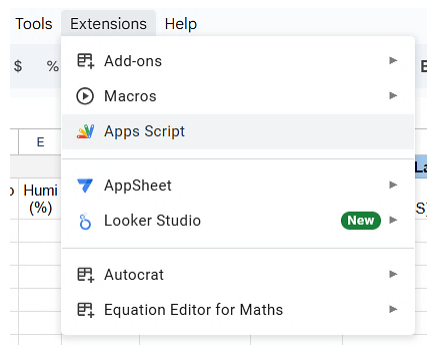 Tools Extensions Help
$ %
Add-ons
Macros
Apps Script
E
AppSheet
Humi
(%)
Looker Studio New
Autocrat
Equation Editor for Maths